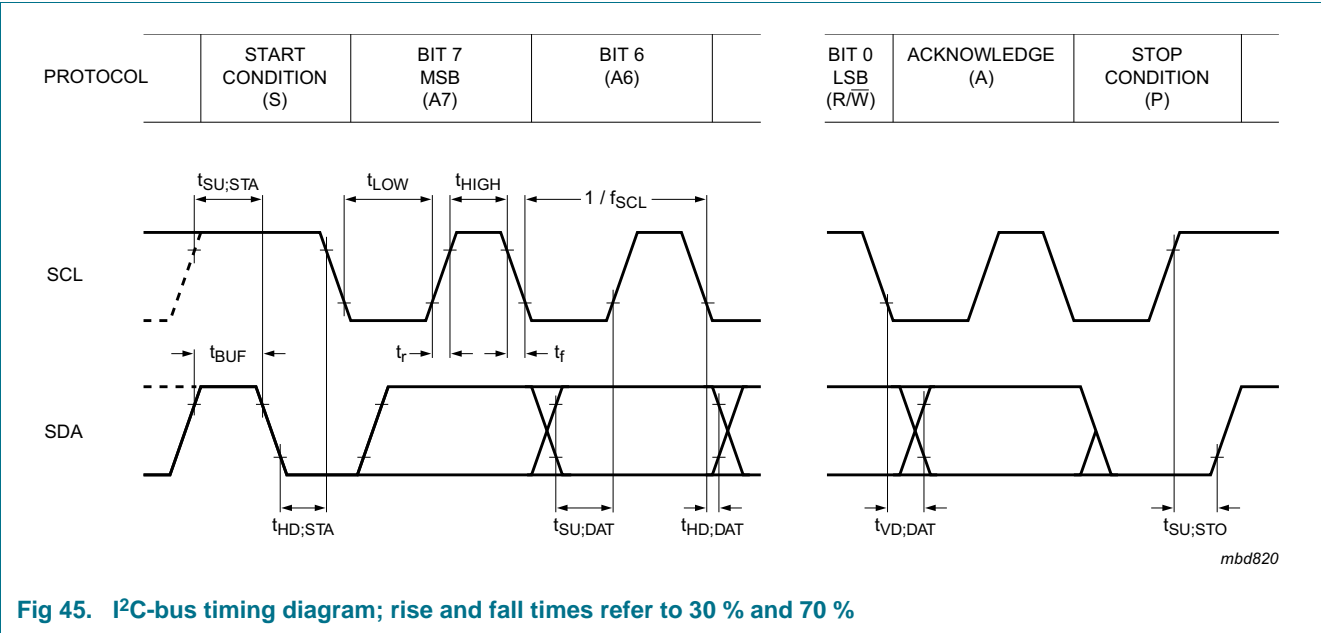 PROTOCOL
START
CONDITION
(S)
BIT 7
MSB
(A7)
BIT 6
(A6)
BIT 0
LSB
(R/W̅)
ACKNOWLEDGE
(A)
STOP
CONDITION
(P)
tSU;STA
tLOW
tHIGH
1 / fSCL
SCL
tBUF
tr
tf
SDA
tHD;STA
tSU;DAT
tHD;DAT
tVD;DAT
tSU;STO
mbd820
Fig 45. I²C-bus timing diagram; rise and fall times refer to 30 % and 70 %